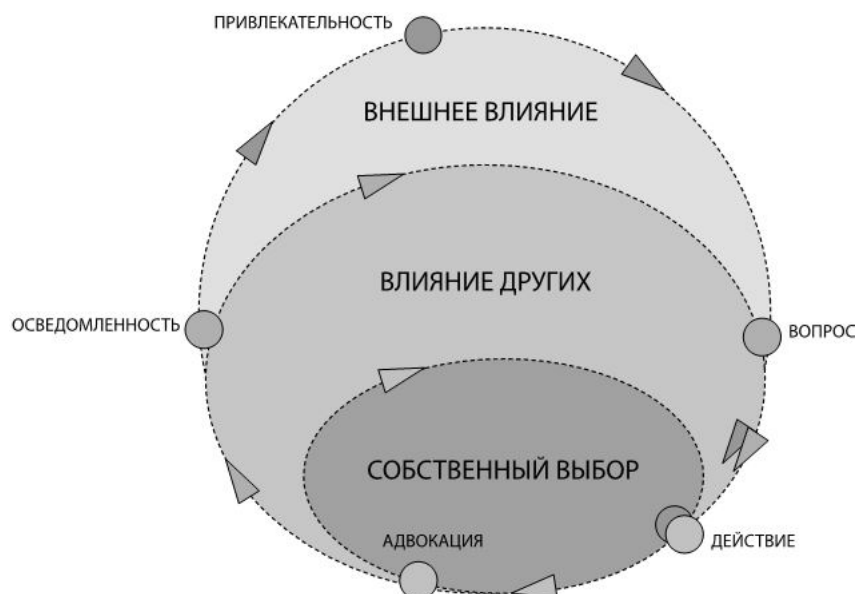 ПРИВЛЕКАТЕЛЬНОСТЬ
ВНЕШНЕЕ ВЛИЯНИЕ
ВЛИЯНИЕ ДРУГИХ
ОСВЕДОМЛЕННОСТЬ
ВОПРОС
СОБСТВЕННЫЙ ВЫБОР
АДВОКАЦИЯ
ДЕЙСТВИЕ